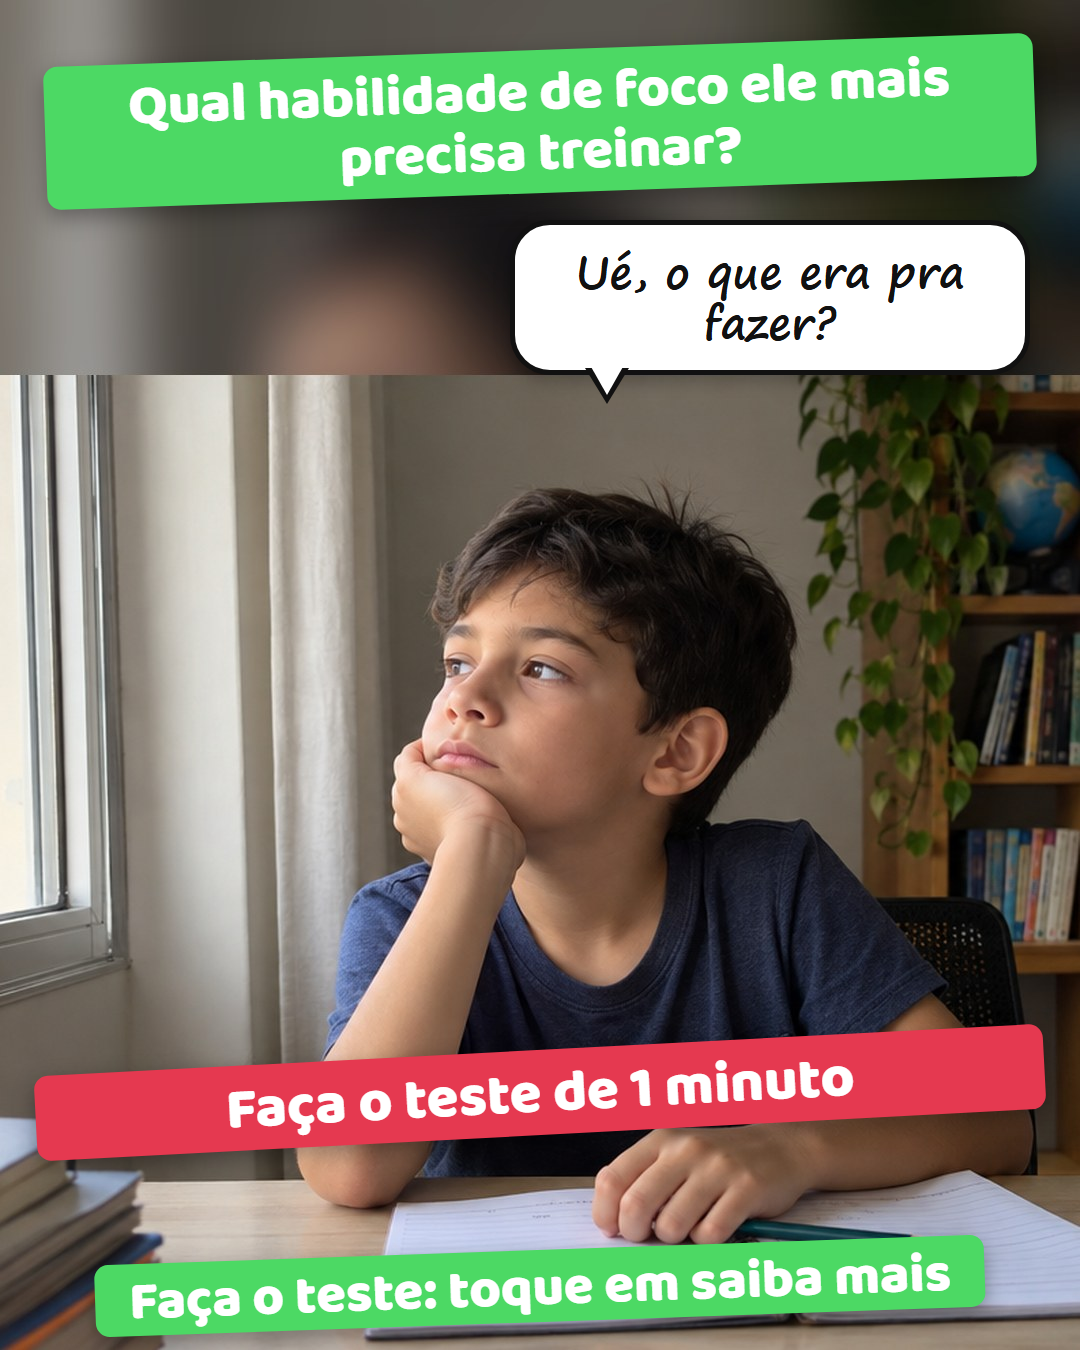 Qual habilidade de foco ele mais
precisa treinar?
Ué, o que era pra
fazer?
Faça o teste de 1 minuto
Faça o teste: toque em saiba mais